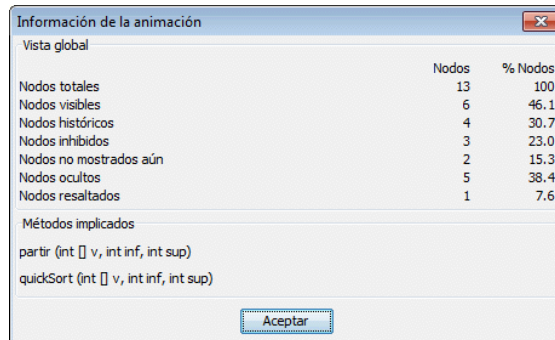 Información de la animación
Vista global
Nodos % Nodos
Nodos totales 13 100
Nodos visibles 6 46.1
Nodos históricos 4 30.7
Nodos inhibidos 3 23.0
Nodos no mostrados aún 2 15.3
Nodos ocultos 5 38.4
Nodos resaltados 1 7.6
Métodos implicados
partir (int [] v, int inf, int sup)
quickSort (int [] v, int inf, int sup)
Aceptar